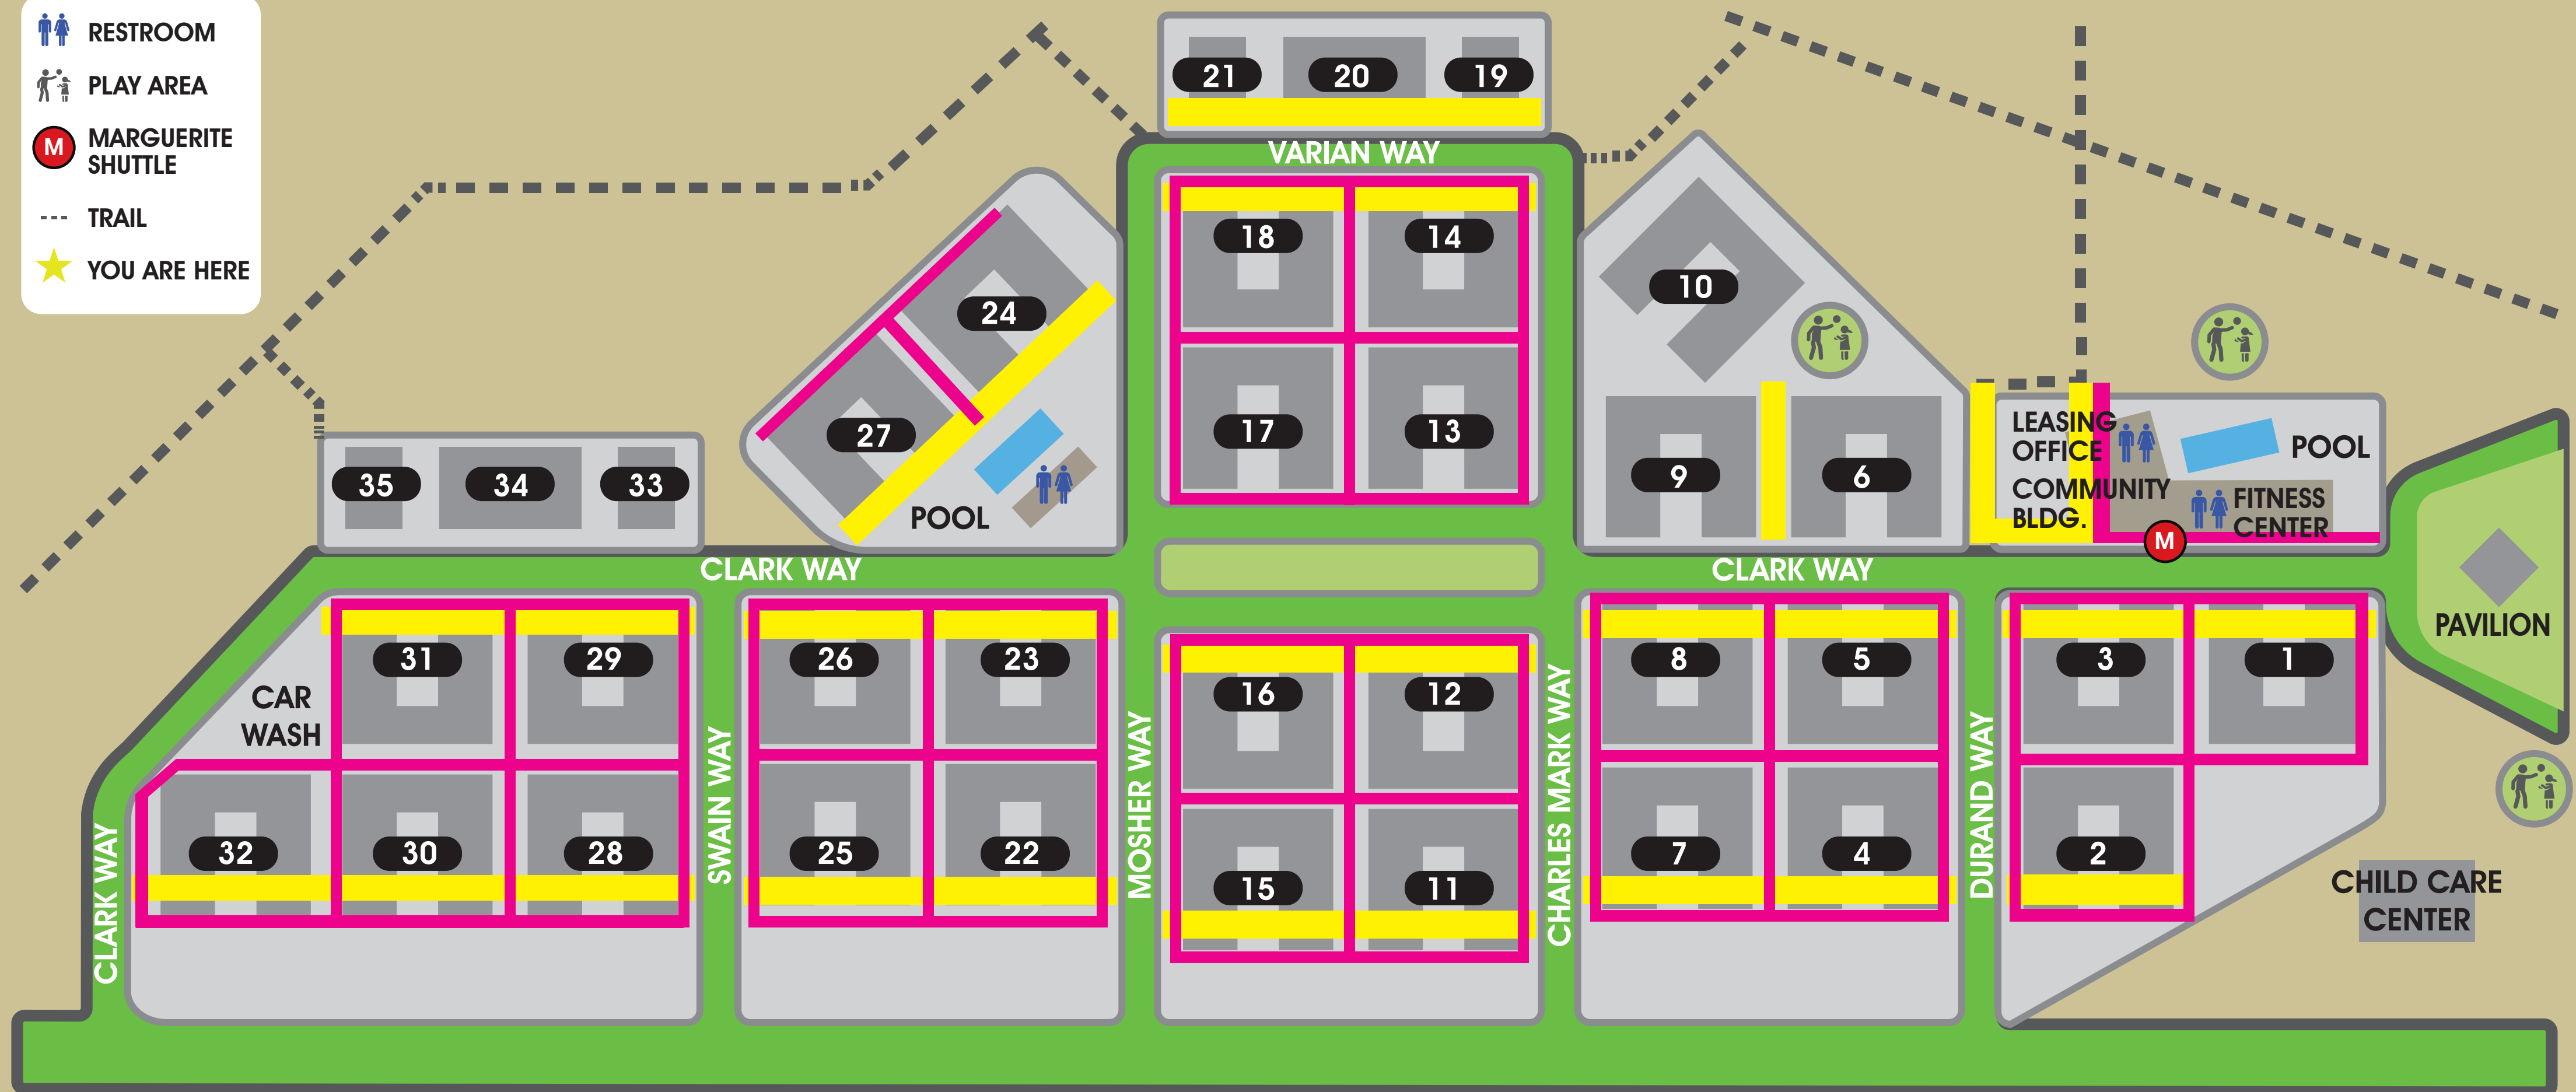 RESTROOM
PLAY AREA
M
MARGUERITE
SHUTTLE
TRAIL
YOU ARE HERE
21
20
19
VARIAN WAY
18
14
17
13
24
27
POOL
10
9
6
LEASING
OFFICE
COMMUNITY
BLDG.
POOL
FITNESS
CENTER
M
35
34
33
CLARK WAY
CLARK WAY
PAVILION
CAR
WASH
31
29
32
30
28
CLARK WAY
SWAIN WAY
26
23
25
22
MOSHER WAY
16
12
15
11
CHARLES MARK WAY
8
5
7
4
DURAND WAY
3
1
2
CHILD CARE
CENTER